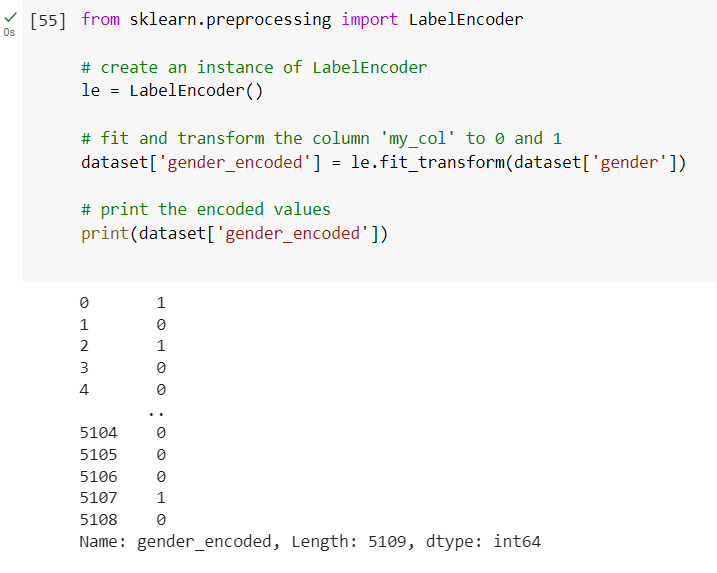 [55] from sklearn.preprocessing import LabelEncoder
0s
# create an instance of LabelEncoder
le = LabelEncoder()
# fit and transform the column 'my_col' to 0 and 1
dataset['gender_encoded'] = le.fit_transform(dataset['gender'])
# print the encoded values
print(dataset['gender_encoded'])
0 1
1 0
2 1
3 0
4 0
..
5104 0
5105 0
5106 0
5107 1
5108 0
Name: gender_encoded, Length: 5109, dtype: int64